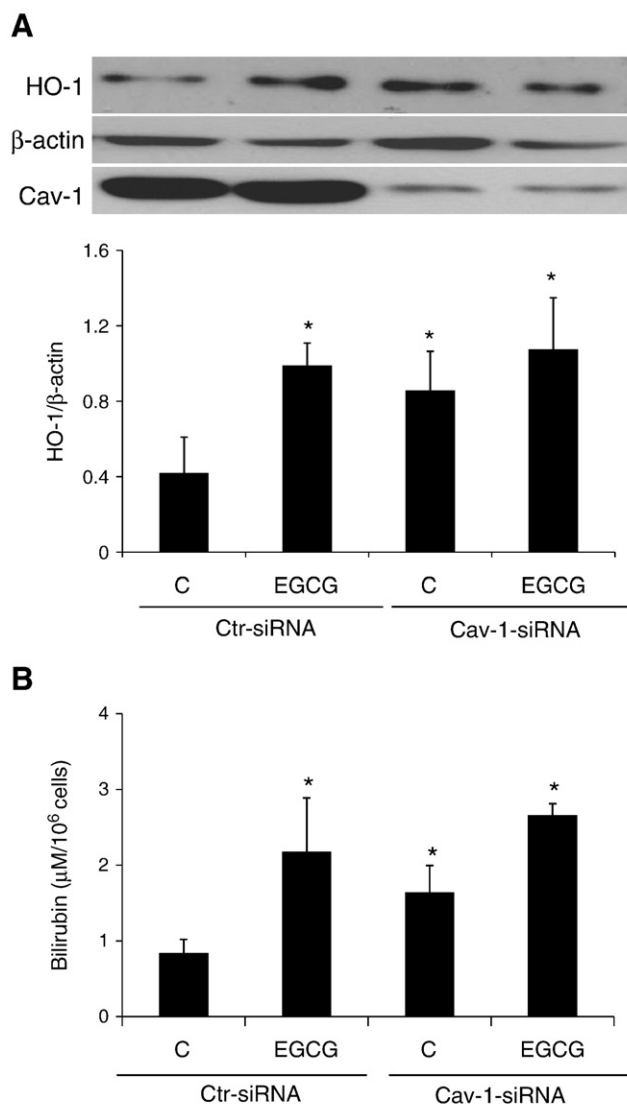 A
HO-1
β-actin
Cav-1
1.6
*
*
*
1.2
0.8
0.4
0
HO-1/β-actin
C EGCG C EGCG
Ctr-siRNA Cav-1-siRNA
B
4
*
*
3
*
2
1
0
Bilirubin (μM/10⁶ cells)
C EGCG C EGCG
Ctr-siRNA Cav-1-siRNA